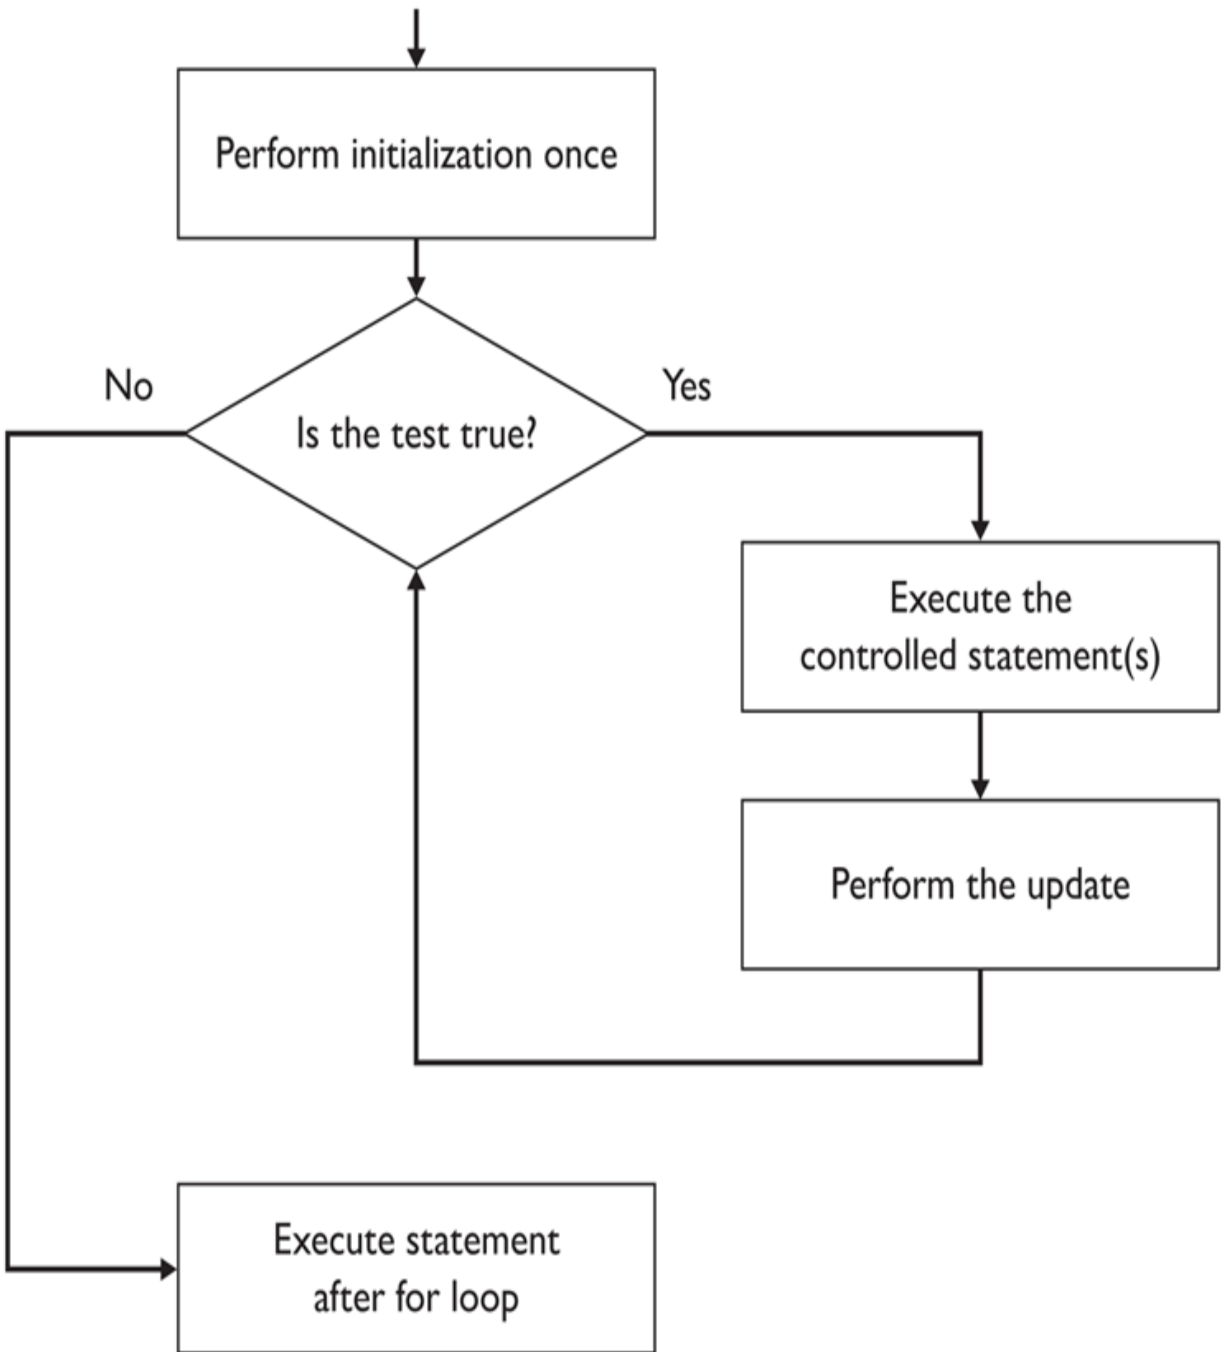 Perform initialization once
No
Yes
Is the test true?
Execute the
controlled statement(s)
Perform the update
Execute statement
after for loop